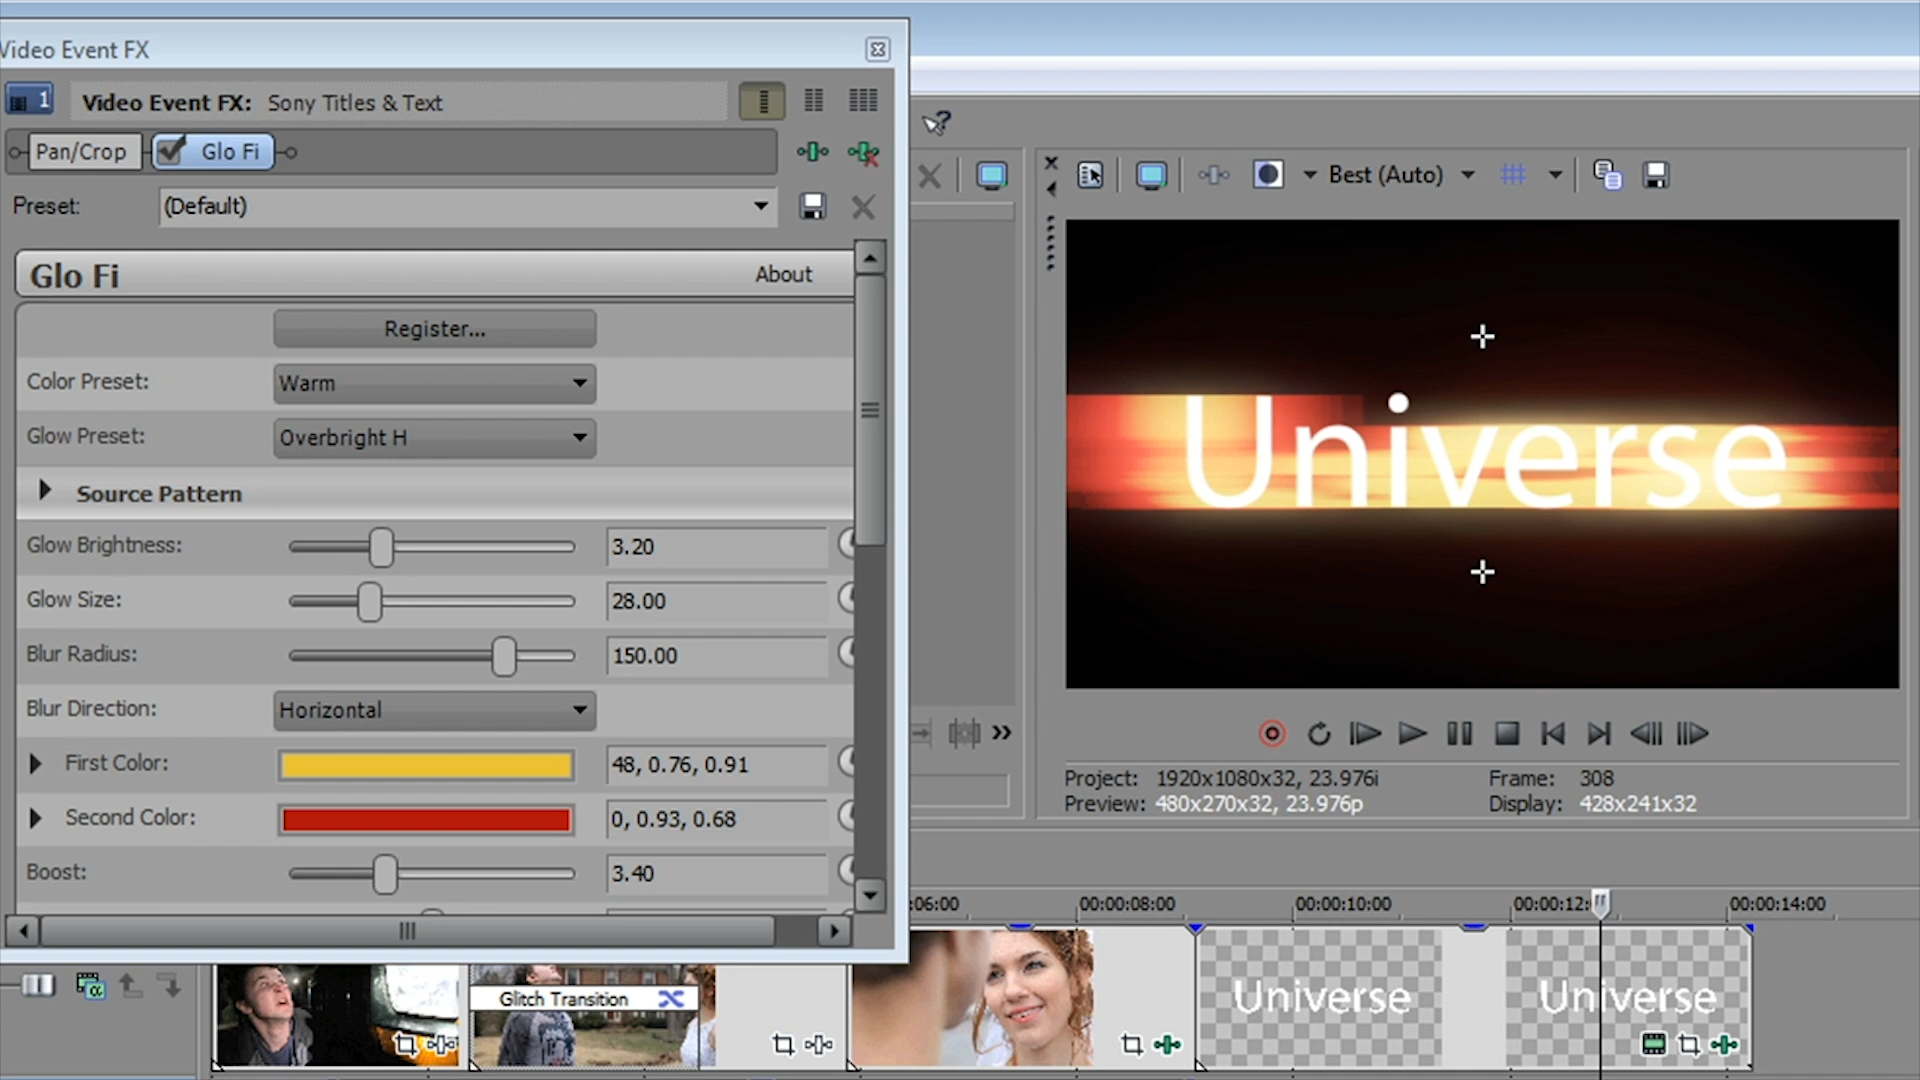 Video Event FX
1
Video Event FX: Sony Titles & Text
Pan/Crop
Glo Fi
Preset: (Default)
Glo Fi
About
Register...
Color Preset: Warm
Glow Preset: Overbright H
Source Pattern
Glow Brightness: 3.20
Glow Size: 28.00
Blur Radius: 150.00
Blur Direction: Horizontal
First Color: 48, 0.76, 0.91
Second Color: 0, 0.93, 0.68
Boost: 3.40
Best (Auto)
Universe
Project: 1920x1080x32, 23.976i
Frame: 308
Preview: 480x270x32, 23.976p
Display: 428x241x32
:06:00
00:00:08:00
00:00:10:00
00:00:12:
00:00:14:00
Glitch Transition
Universe
Universe